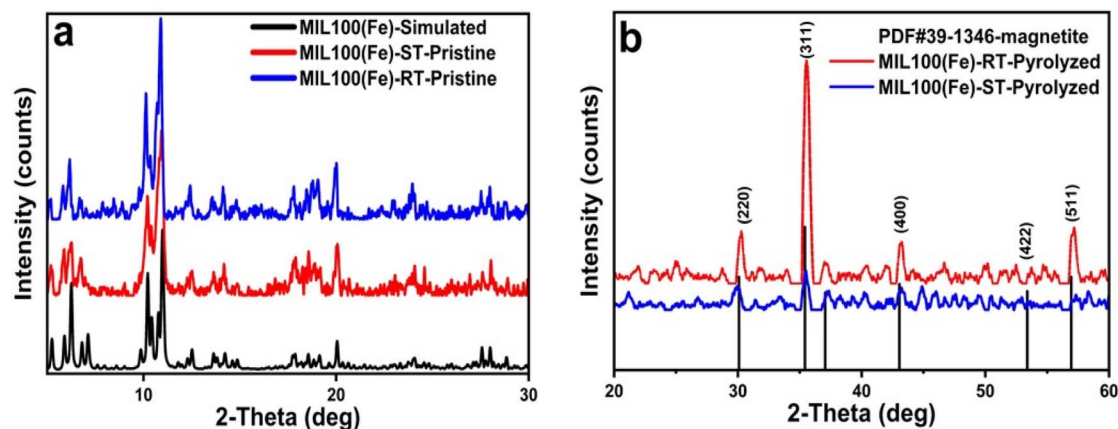 a
MIL100(Fe)-Simulated
MIL100(Fe)-ST-Pristine
MIL100(Fe)-RT-Pristine
Intensity (counts)
10
20
30
2-Theta (deg)
b
PDF#39-1346-magnetite
MIL100(Fe)-RT-Pyrolyzed
MIL100(Fe)-ST-Pyrolyzed
(311)
(220)
(400)
(422)
(511)
Intensity (counts)
20
30
40
50
60
2-Theta (deg)